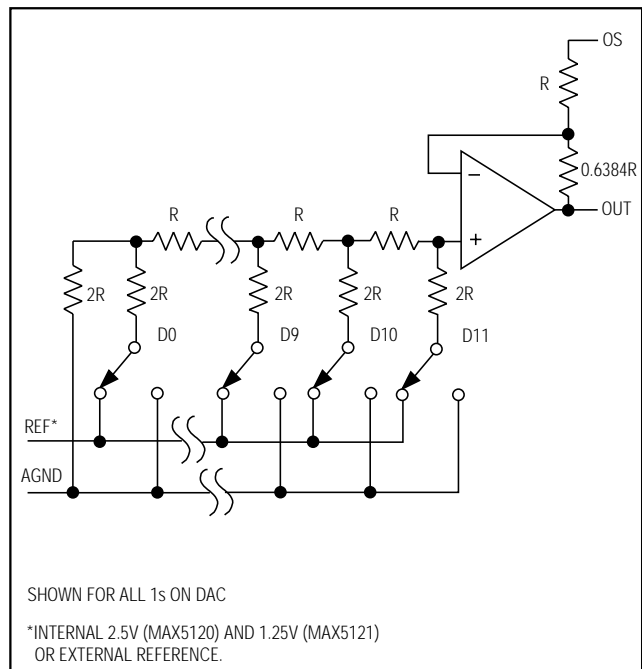 OS
R
0.6384R
−
OUT
R R R
+
2R 2R 2R 2R 2R
D0 D9 D10 D11
REF*
AGND
SHOWN FOR ALL 1s ON DAC
*INTERNAL 2.5V (MAX5120) AND 1.25V (MAX5121)
OR EXTERNAL REFERENCE.